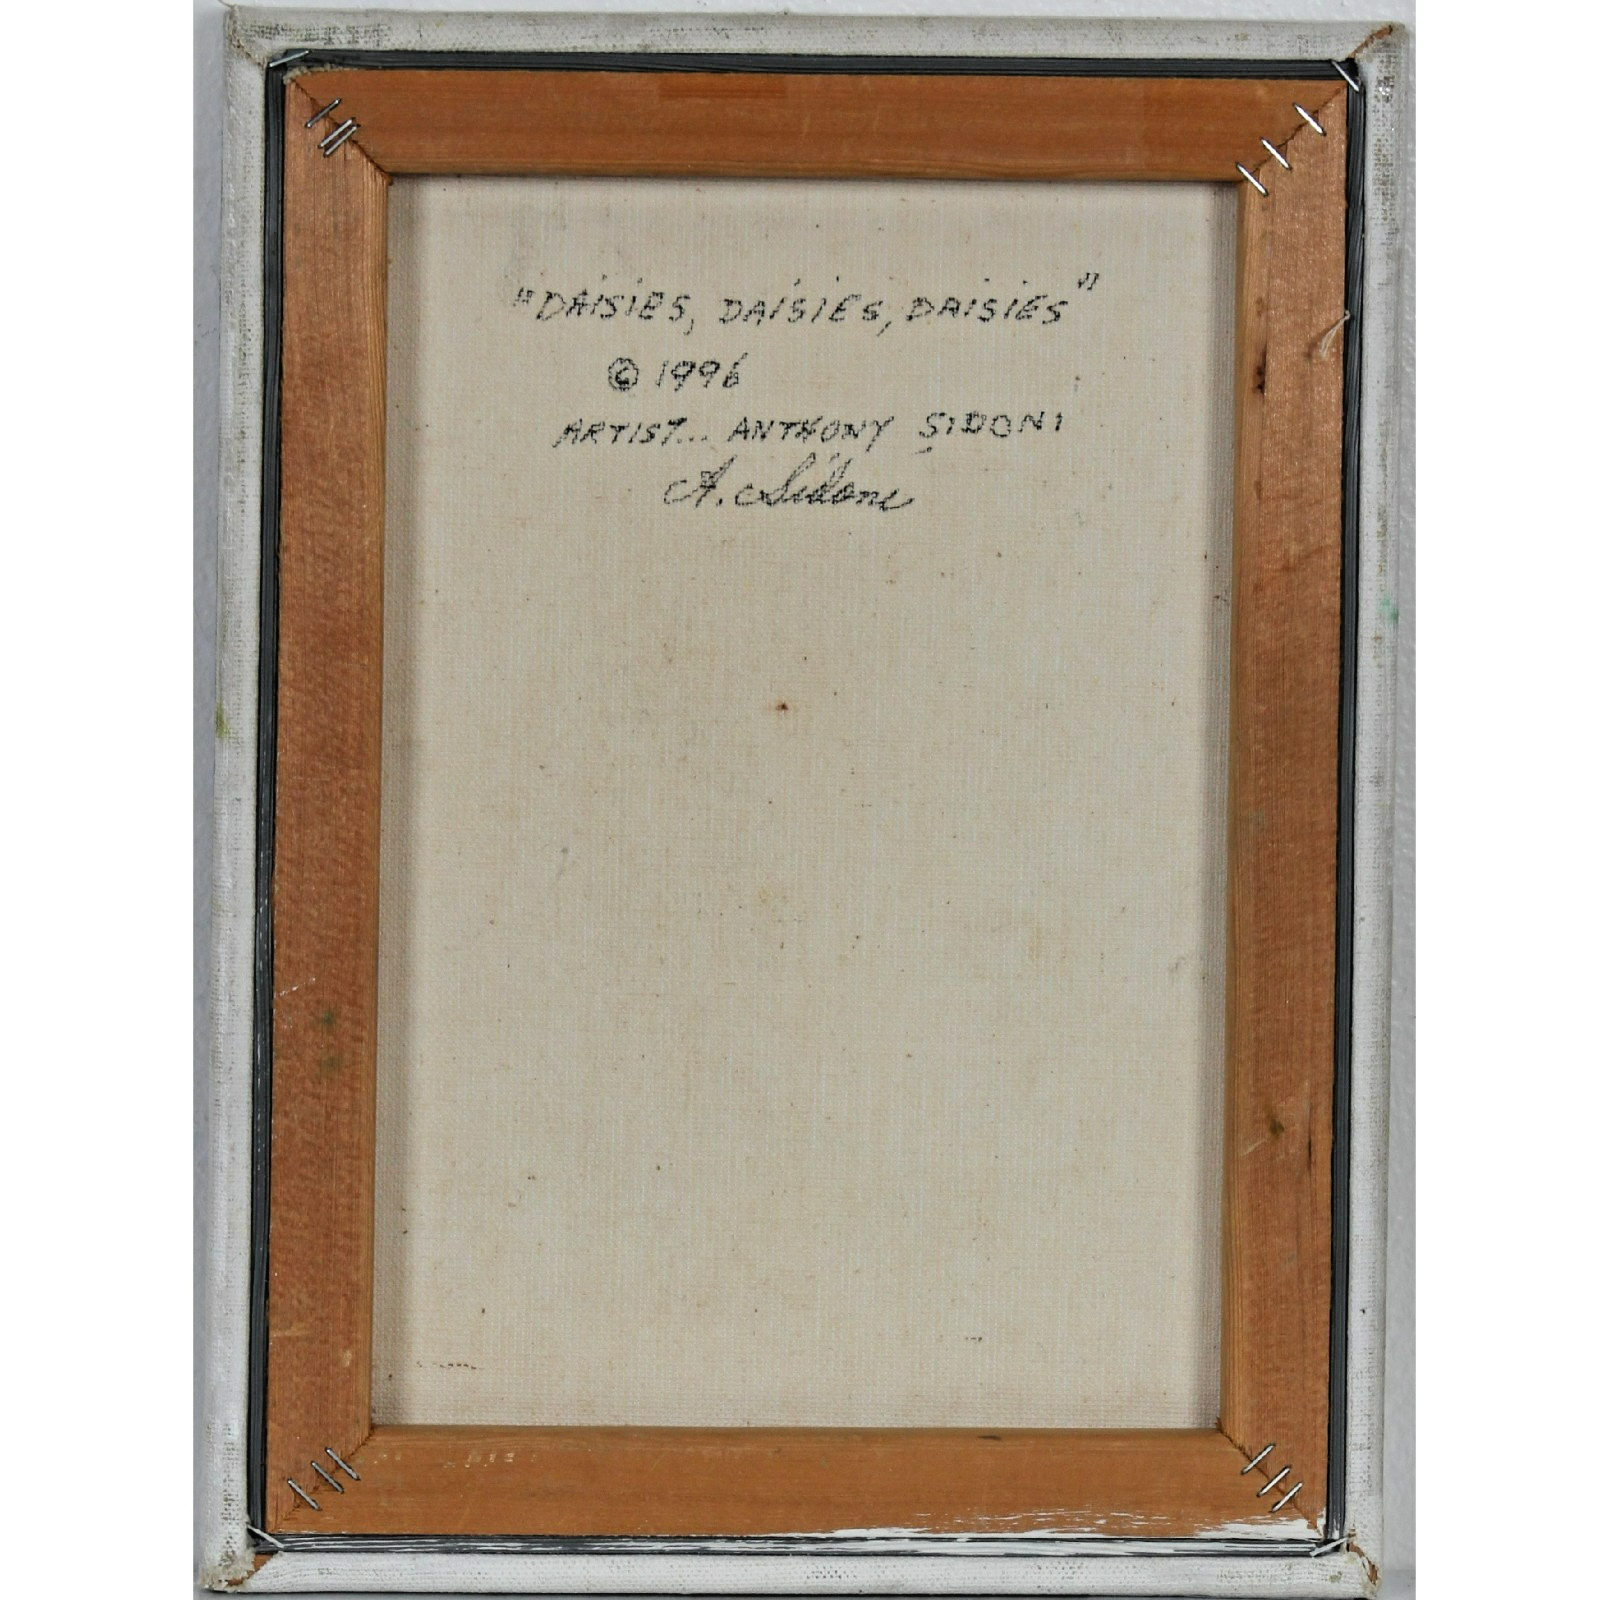 "DAISIES, DAISIES, DAISIES"
© 1996
ARTIST... ANTHONY SIDONI
A. Sidoni